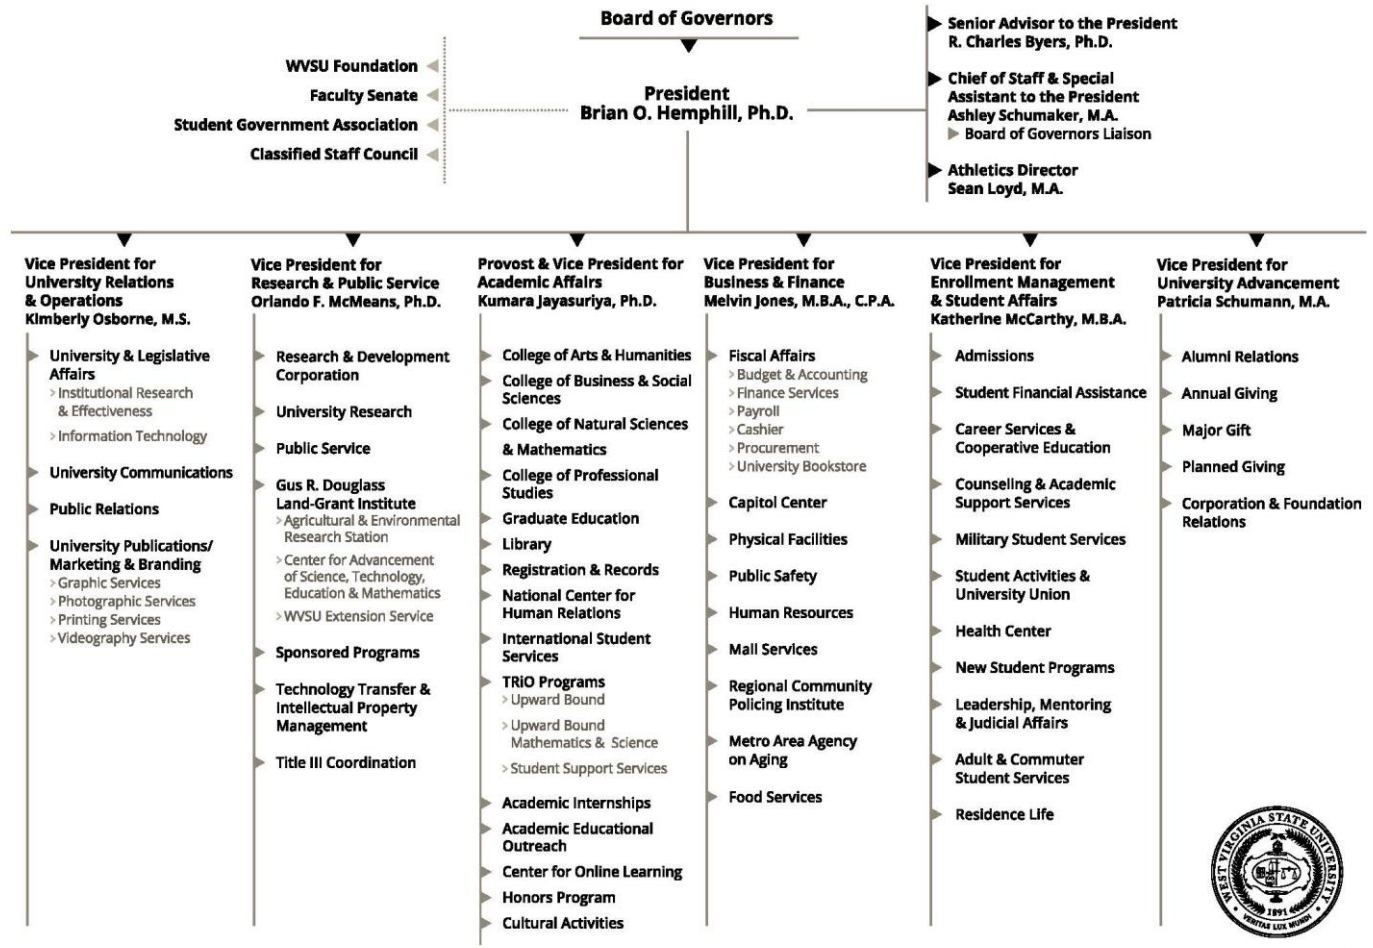 Board of Governors
WVSU Foundation
Faculty Senate
Student Government Association
Classified Staff Council
President
Brian O. Hemphill, Ph.D.
Senior Advisor to the President
R. Charles Byers, Ph.D.
Chief of Staff & Special
Assistant to the President
Ashley Schumaker, M.A.
Board of Governors Liaison
Athletics Director
Sean Loyd, M.A.
Vice President for
University Relations
& Operations
Kimberly Osborne, M.S.
University & Legislative
Affairs
> Institutional Research
& Effectiveness
> Information Technology
University Communications
Public Relations
University Publications/
Marketing & Branding
> Graphic Services
> Photographic Services
> Printing Services
> Videography Services
Vice President for
Research & Public Service
Orlando F. McMeans, Ph.D.
Research & Development
Corporation
University Research
Public Service
Gus R. Douglass
Land-Grant Institute
> Agricultural & Environmental
Research Station
> Center for Advancement
of Science, Technology,
Education & Mathematics
> WVSU Extension Service
Sponsored Programs
Technology Transfer &
Intellectual Property
Management
Title III Coordination
Provost & Vice President for
Academic Affairs
Kumara Jayasuriya, Ph.D.
College of Arts & Humanities
College of Business & Social
Sciences
College of Natural Sciences
& Mathematics
College of Professional
Studies
Graduate Education
Library
Registration & Records
National Center for
Human Relations
International Student
Services
TRiO Programs
> Upward Bound
> Upward Bound
Mathematics & Science
> Student Support Services
Academic Internships
Academic Educational
Outreach
Center for Online Learning
Honors Program
Cultural Activities
Vice President for
Business & Finance
Melvin Jones, M.B.A., C.P.A.
Fiscal Affairs
> Budget & Accounting
> Finance Services
> Payroll
> Cashier
> Procurement
> University Bookstore
Capitol Center
Physical Facilities
Public Safety
Human Resources
Mail Services
Regional Community
Policing Institute
Metro Area Agency
on Aging
Food Services
Vice President for
Enrollment Management
& Student Affairs
Katherine McCarthy, M.B.A.
Admissions
Student Financial Assistance
Career Services &
Cooperative Education
Counseling & Academic
Support Services
Military Student Services
Student Activities &
University Union
Health Center
New Student Programs
Leadership, Mentoring
& Judicial Affairs
Adult & Commuter
Student Services
Residence Life
Vice President for
University Advancement
Patricia Schumann, M.A.
Alumni Relations
Annual Giving
Major Gift
Planned Giving
Corporation & Foundation
Relations
WEST VIRGINIA STATE UNIVERSITY
1891
VERITAS LUX MUNDI